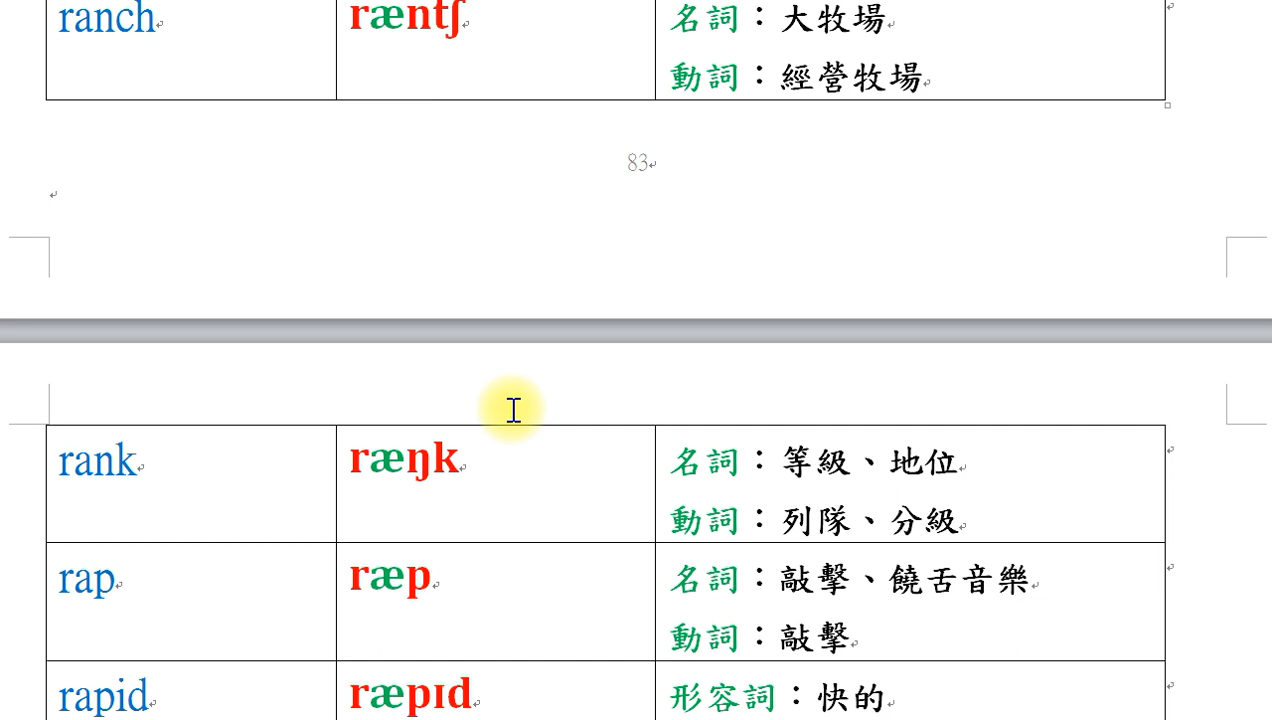 ranch ræntʃ 名詞：大牧場
動詞：經營牧場
83
rank ræŋk 名詞：等級、地位
動詞：列隊、分級
rap ræp 名詞：敲擊、饒舌音樂
動詞：敲擊
rapid ræpɪd 形容詞：快的